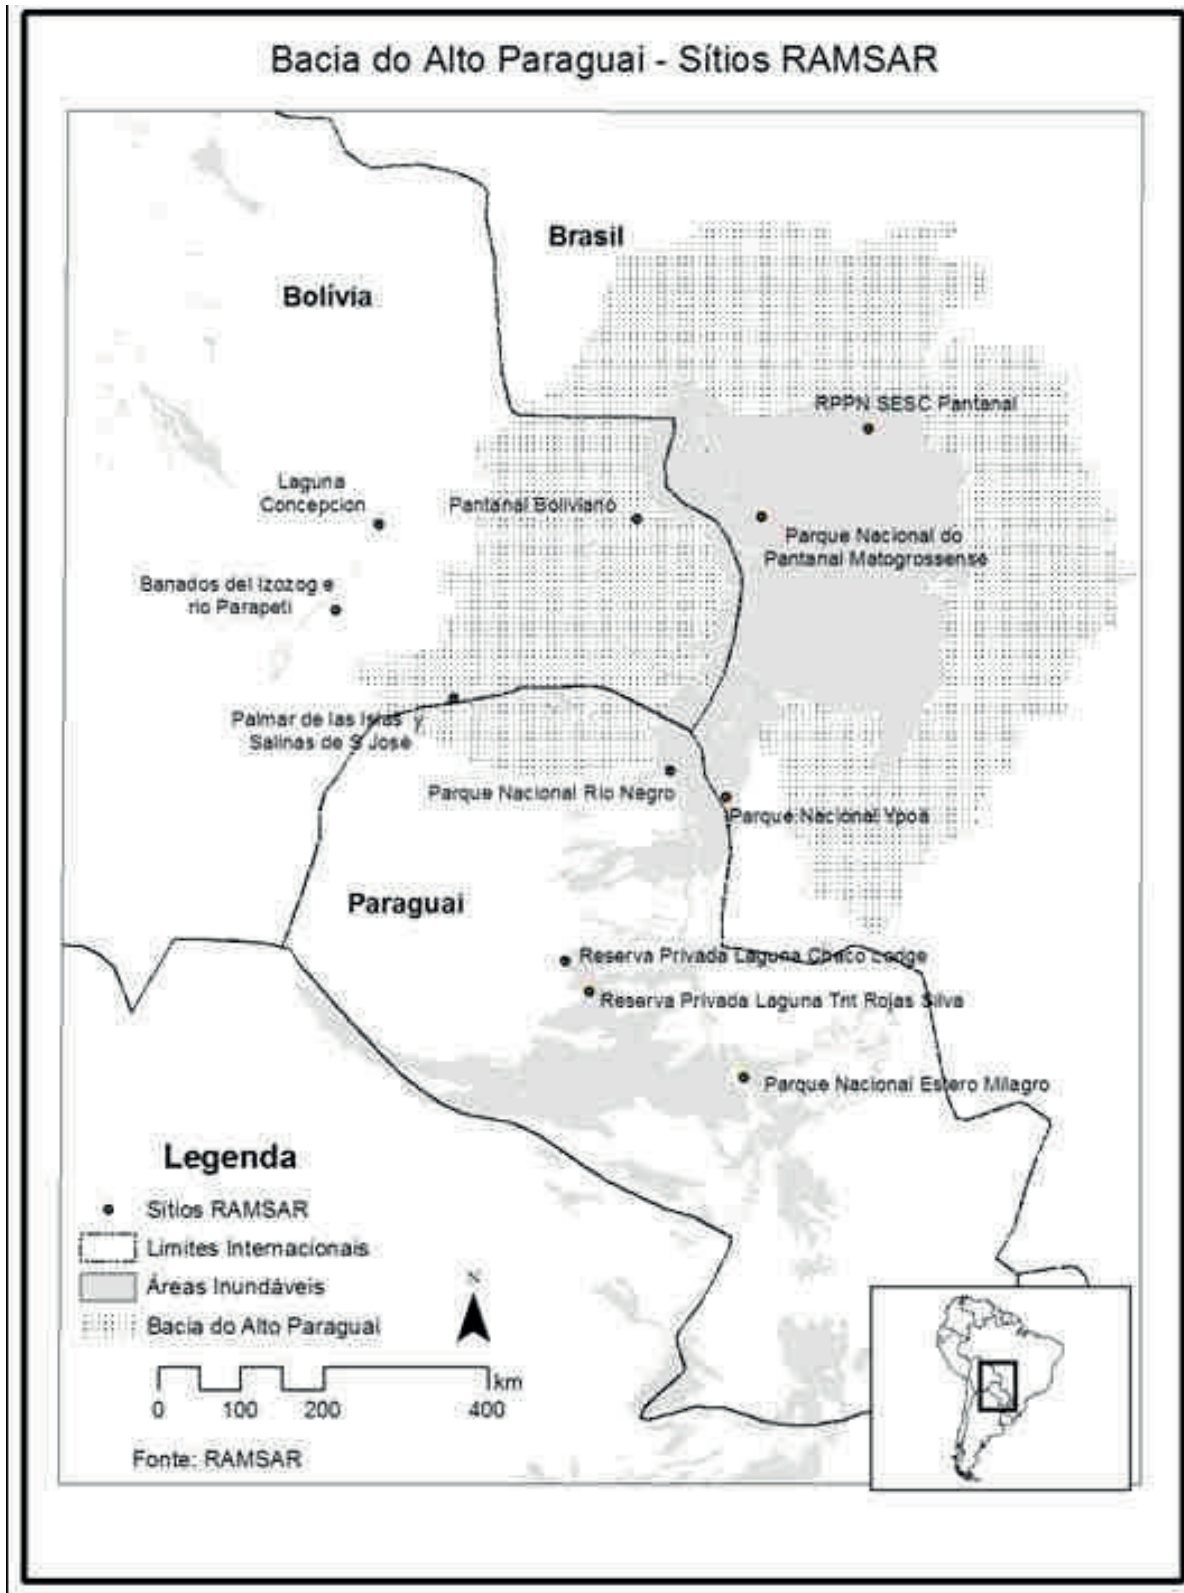 Bacia do Alto Paraguai - Sítios RAMSAR
Brasil
Bolívia
RPPN SESC Pantanal
Laguna
Concepcion
Pantanal Boliviano
Parque Nacional do
Pantanal Matogrossense
Banados del Izozog e
rio Parapeti
Palmar de las Islas y
Salinas de S José
Parque Nacional Rio Negro
Parque Nacional Ypoá
Paraguai
Reserva Privada Laguna Chaco Lodge
Reserva Privada Laguna Tnt Rojas Silva
Parque Nacional Estero Milagro
Legenda
Sítios RAMSAR
Limites Internacionais
Áreas Inundáveis
Bacia do Alto Paraguai
N
km
0 100 200 400
Fonte: RAMSAR